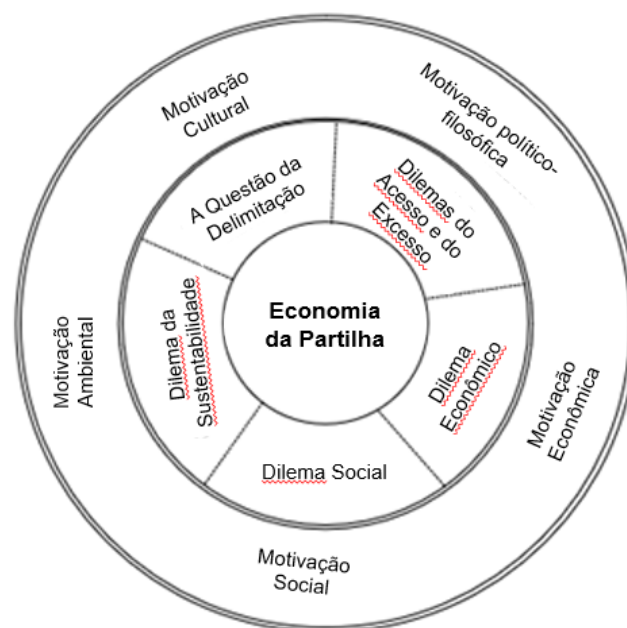 Motivação
Cultural
Motivação político-
filosófica
A Questão da
Delimitação
Dilemas do
Acesso e do
Excesso
Economia
da Partilha
Dilema da
Sustentabilidade
Motivação
Ambiental
Dilema
Econômico
Motivação
Econômica
Dilema Social
Motivação
Social